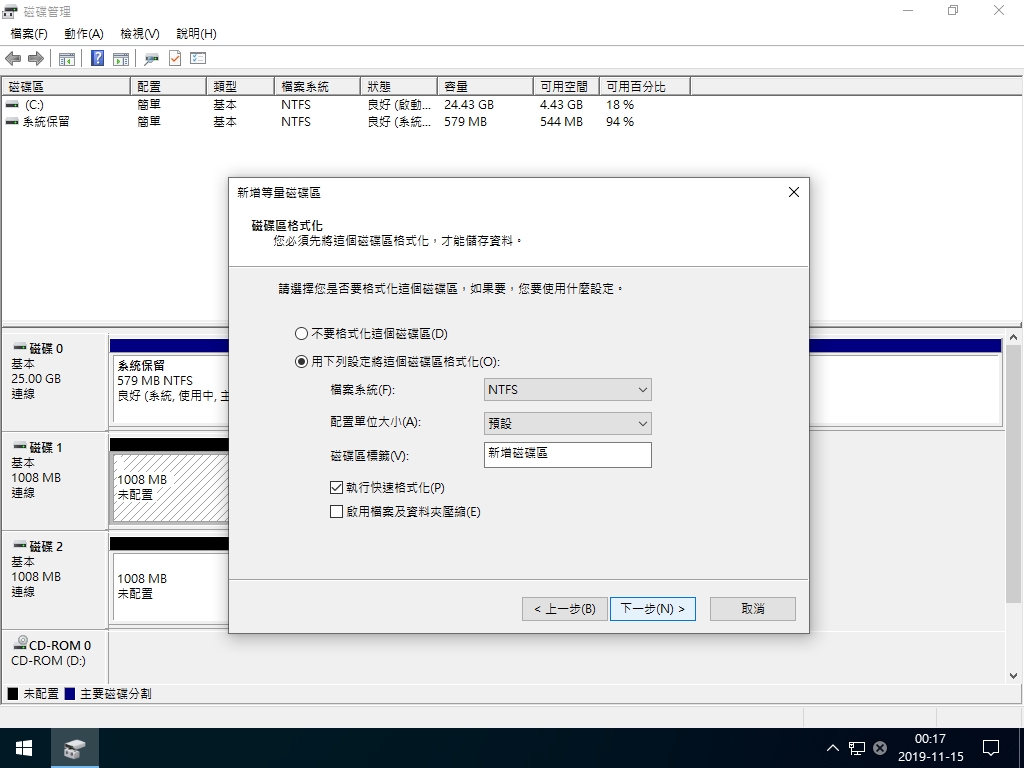 磁碟管理
檔案(F) 動作(A) 檢視(V) 說明(H)
磁碟區 配置 類型 檔案系統 狀態 容量 可用空間 可用百分比
(C:) 簡單 基本 NTFS 良好 (啟動... 24.43 GB 4.43 GB 18 %
系統保留 簡單 基本 NTFS 良好 (系統... 579 MB 544 MB 94 %
新增等量磁碟區
磁碟區格式化
您必須先將這個磁碟區格式化，才能儲存資料。
請選擇您是否要格式化這個磁碟區，如果要，您要使用什麼設定。
不要格式化這個磁碟區(D)
用下列設定將這個磁碟區格式化(O):
檔案系統(F): NTFS
配置單位大小(A): 預設
磁碟區標籤(V): 新增磁碟區
執行快速格式化(P)
啟用檔案及資料夾壓縮(E)
< 上一步(B) 下一步(N) > 取消
磁碟 0
基本
25.00 GB
連線
系統保留
579 MB NTFS
良好 (系統, 使用中, 主
磁碟 1
基本
1008 MB
連線
1008 MB
未配置
磁碟 2
基本
1008 MB
連線
1008 MB
未配置
CD-ROM 0
CD-ROM (D:)
未配置 主要磁碟分割
00:17
2019-11-15